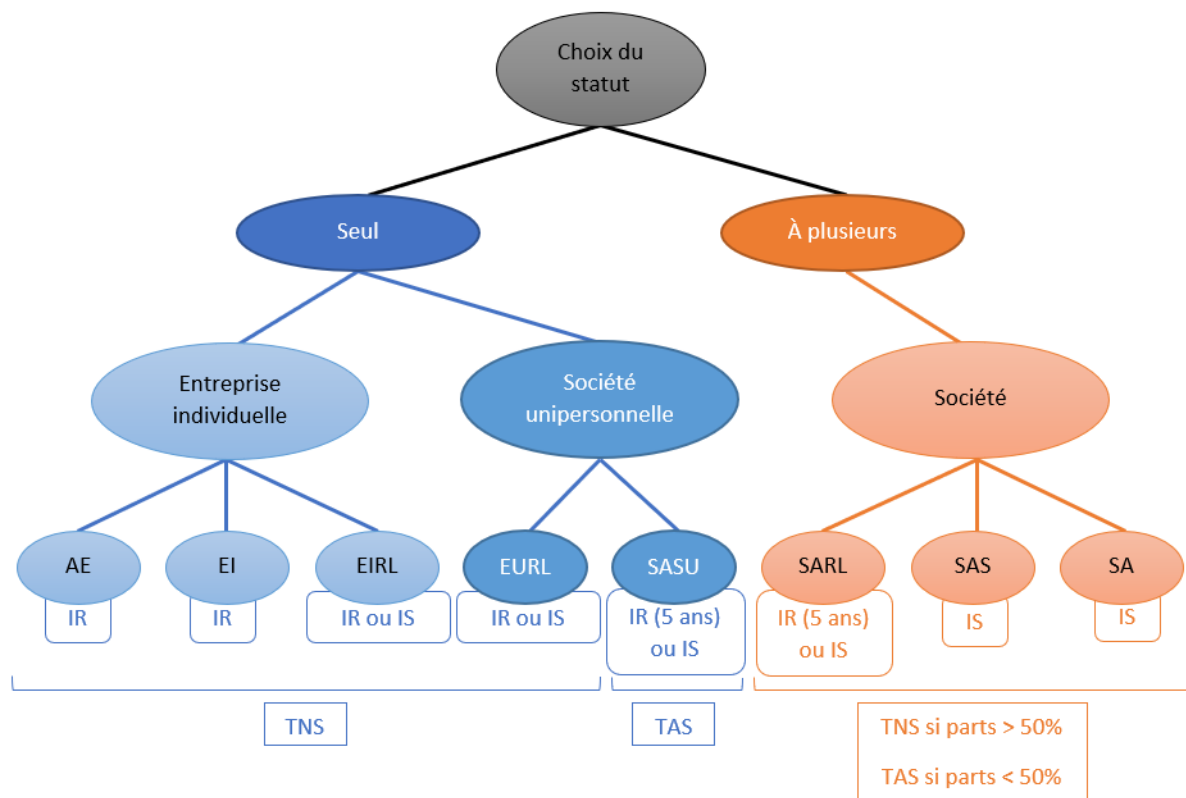 Choix du
statut
Seul
À plusieurs
Entreprise
individuelle
Société
unipersonnelle
Société
AE
EI
EIRL
EURL
SASU
SARL
SAS
SA
IR
IR
IR ou IS
IR ou IS
IR (5 ans)
ou IS
IR (5 ans)
ou IS
IS
IS
TNS
TAS
TNS si parts > 50%
TAS si parts < 50%